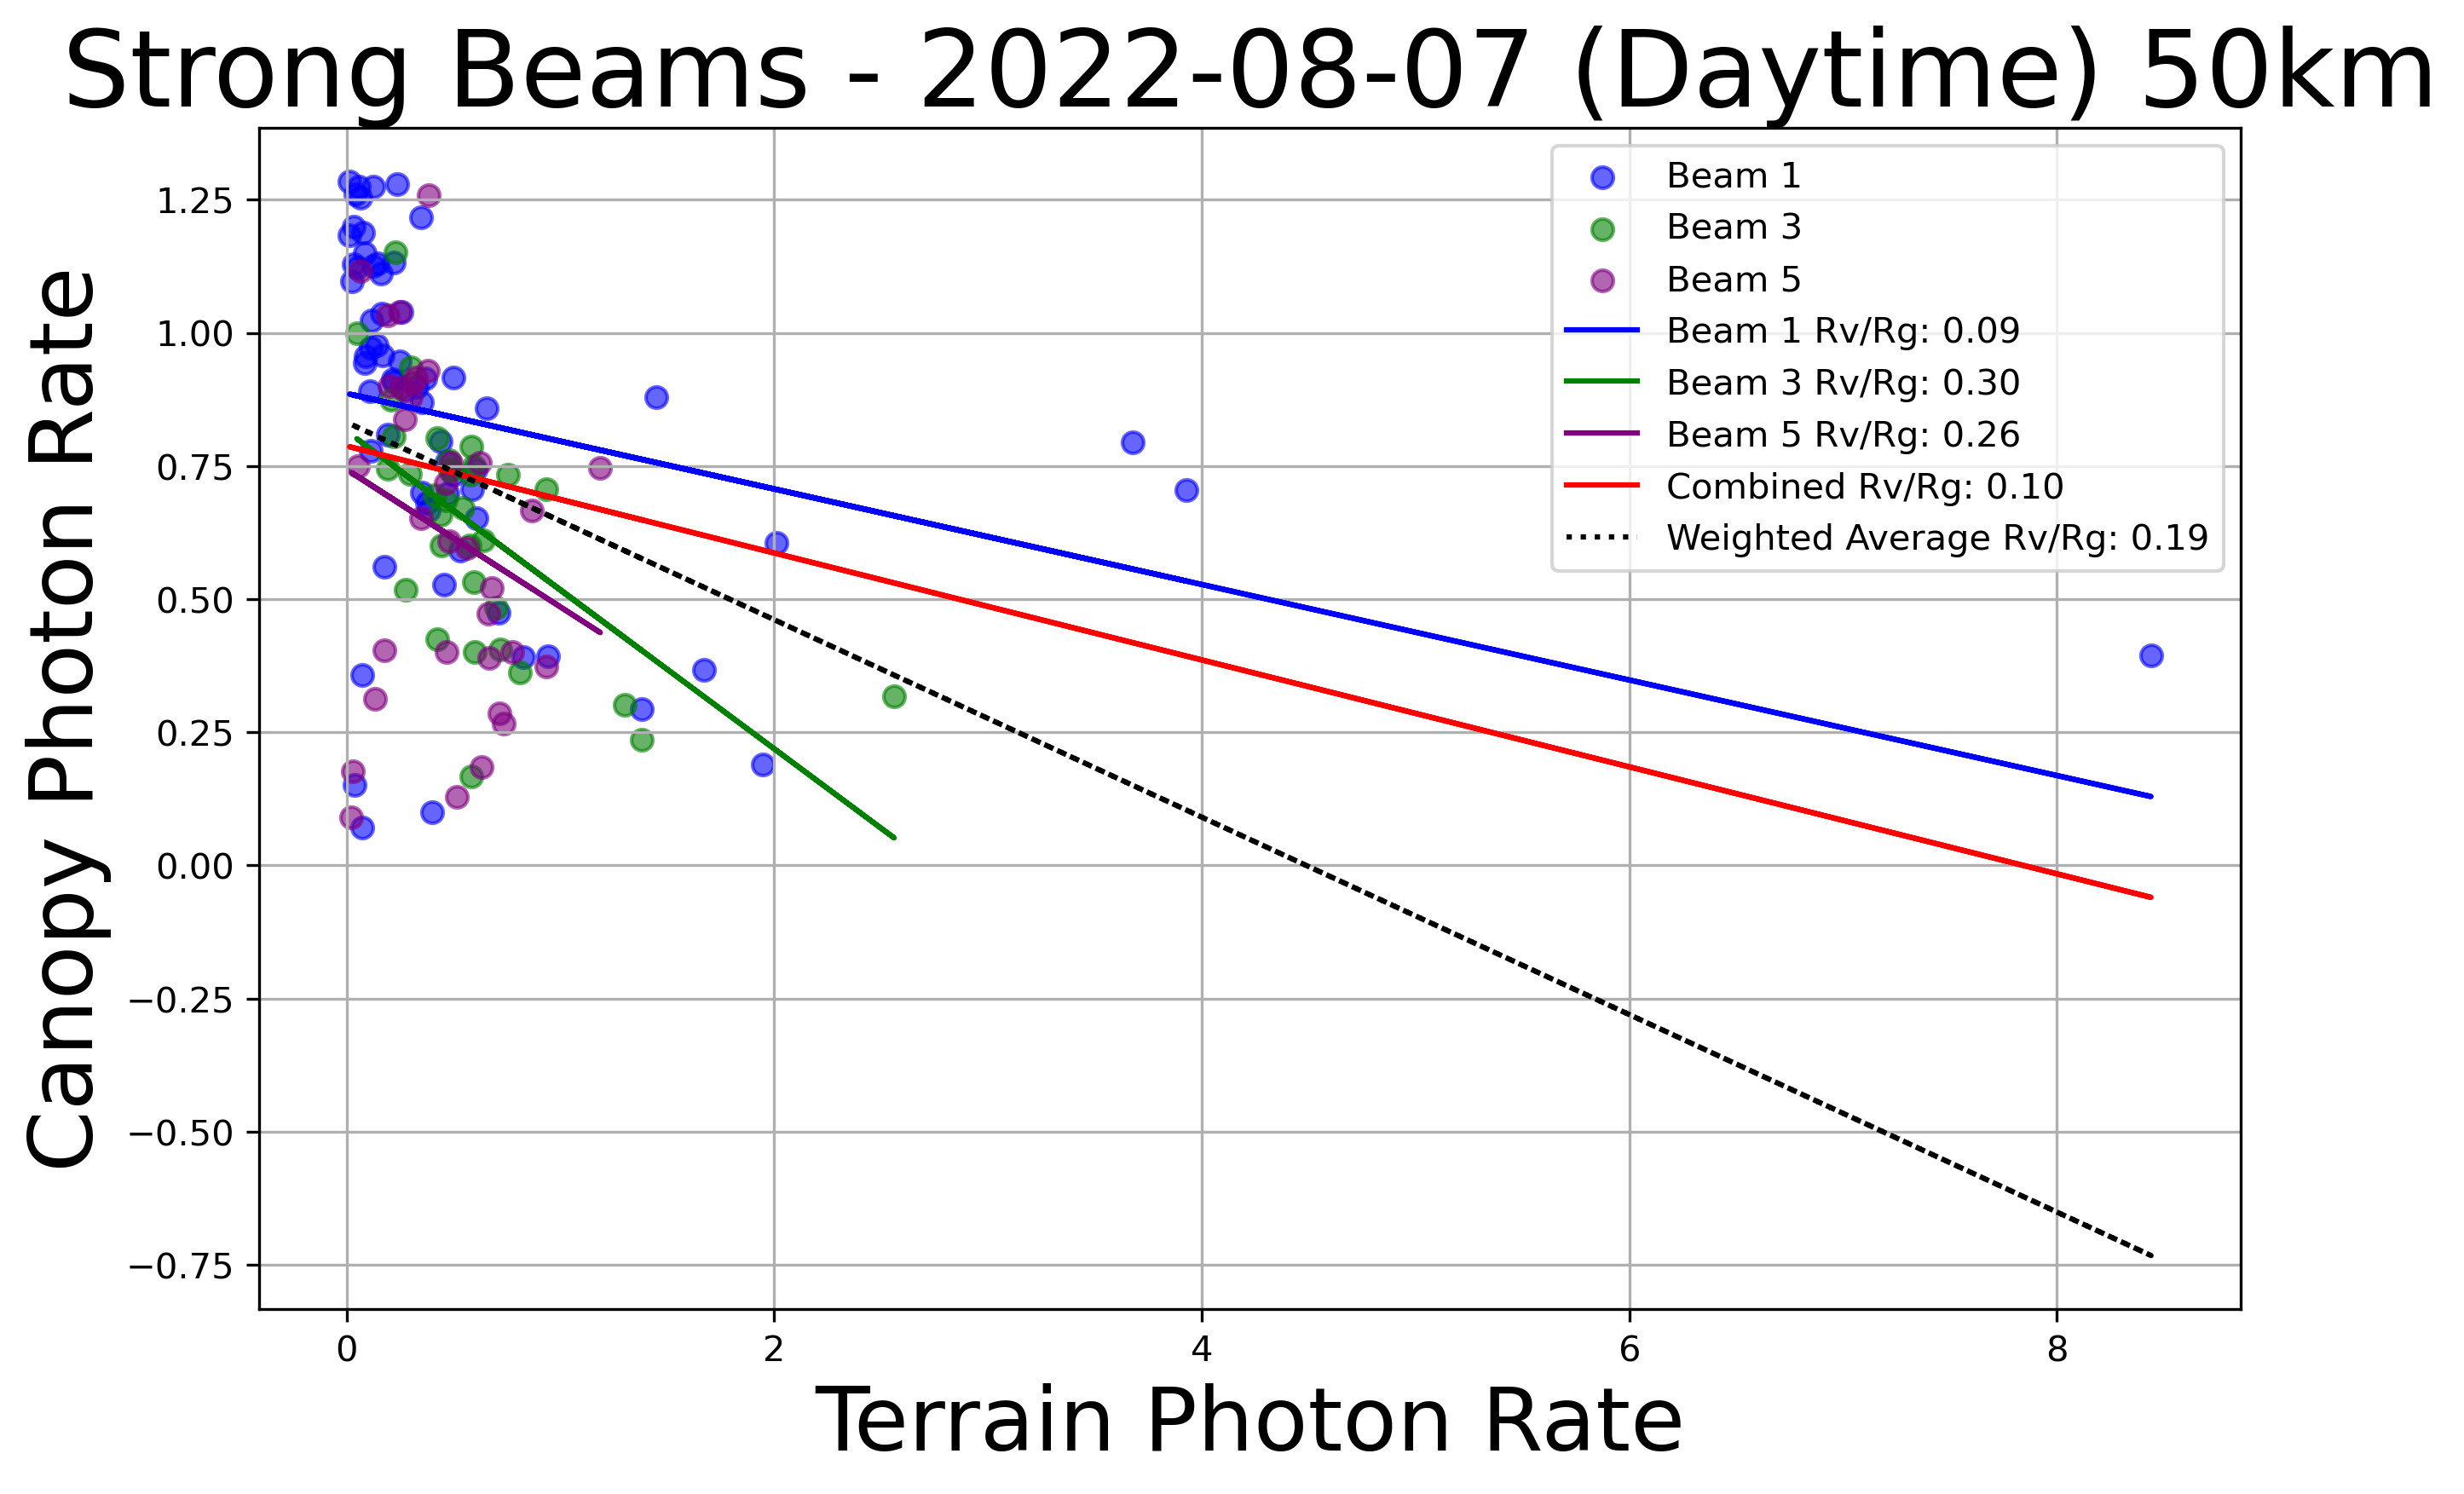 Strong Beams - 2022-08-07 (Daytime) 50km
Canopy Photon Rate
1.25
1.00
0.75
0.50
0.25
0.00
−0.25
−0.50
−0.75
Beam 1
Beam 3
Beam 5
Beam 1 Rv/Rg: 0.09
Beam 3 Rv/Rg: 0.30
Beam 5 Rv/Rg: 0.26
Combined Rv/Rg: 0.10
Weighted Average Rv/Rg: 0.19
0 2 4 6 8
Terrain Photon Rate